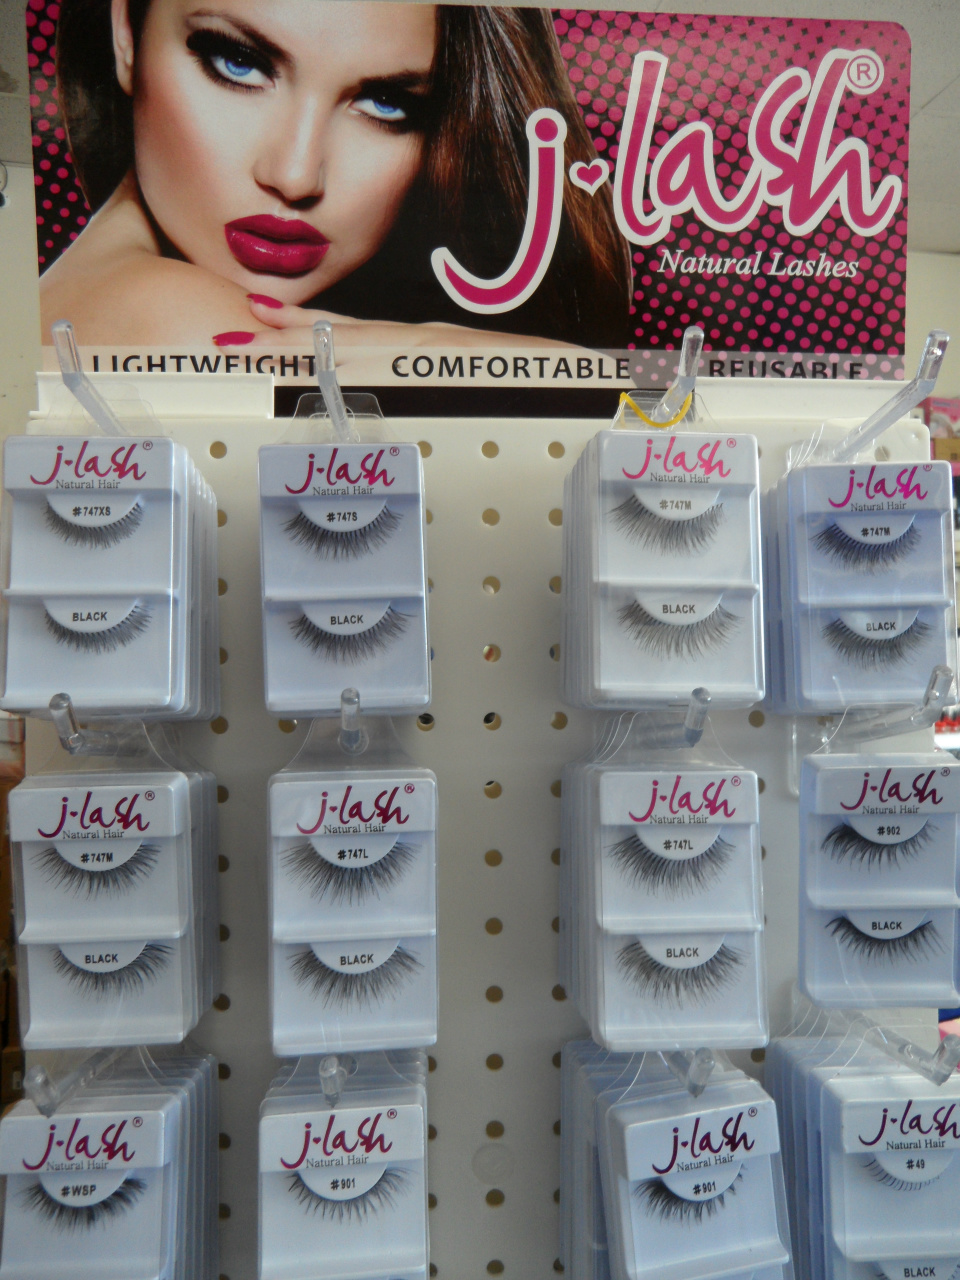 j·lash®
Natural Lashes
LIGHTWEIGHT COMFORTABLE REUSABLE
j·lash®
Natural Hair
#747XS
BLACK
j·lash®
Natural Hair
#747S
BLACK
j·lash®
Natural Hair
#747M
BLACK
j·lash®
Natural Hair
#747M
BLACK
j·lash®
Natural Hair
#747M
BLACK
j·lash®
Natural Hair
#747L
BLACK
j·lash®
Natural Hair
#747L
BLACK
j·lash®
Natural Hair
#902
BLACK
j·lash®
Natural Hair
#WSP
j·lash®
Natural Hair
#901
j·lash®
Natural Hair
#901
j·lash®
Natural Hair
#49
BLACK